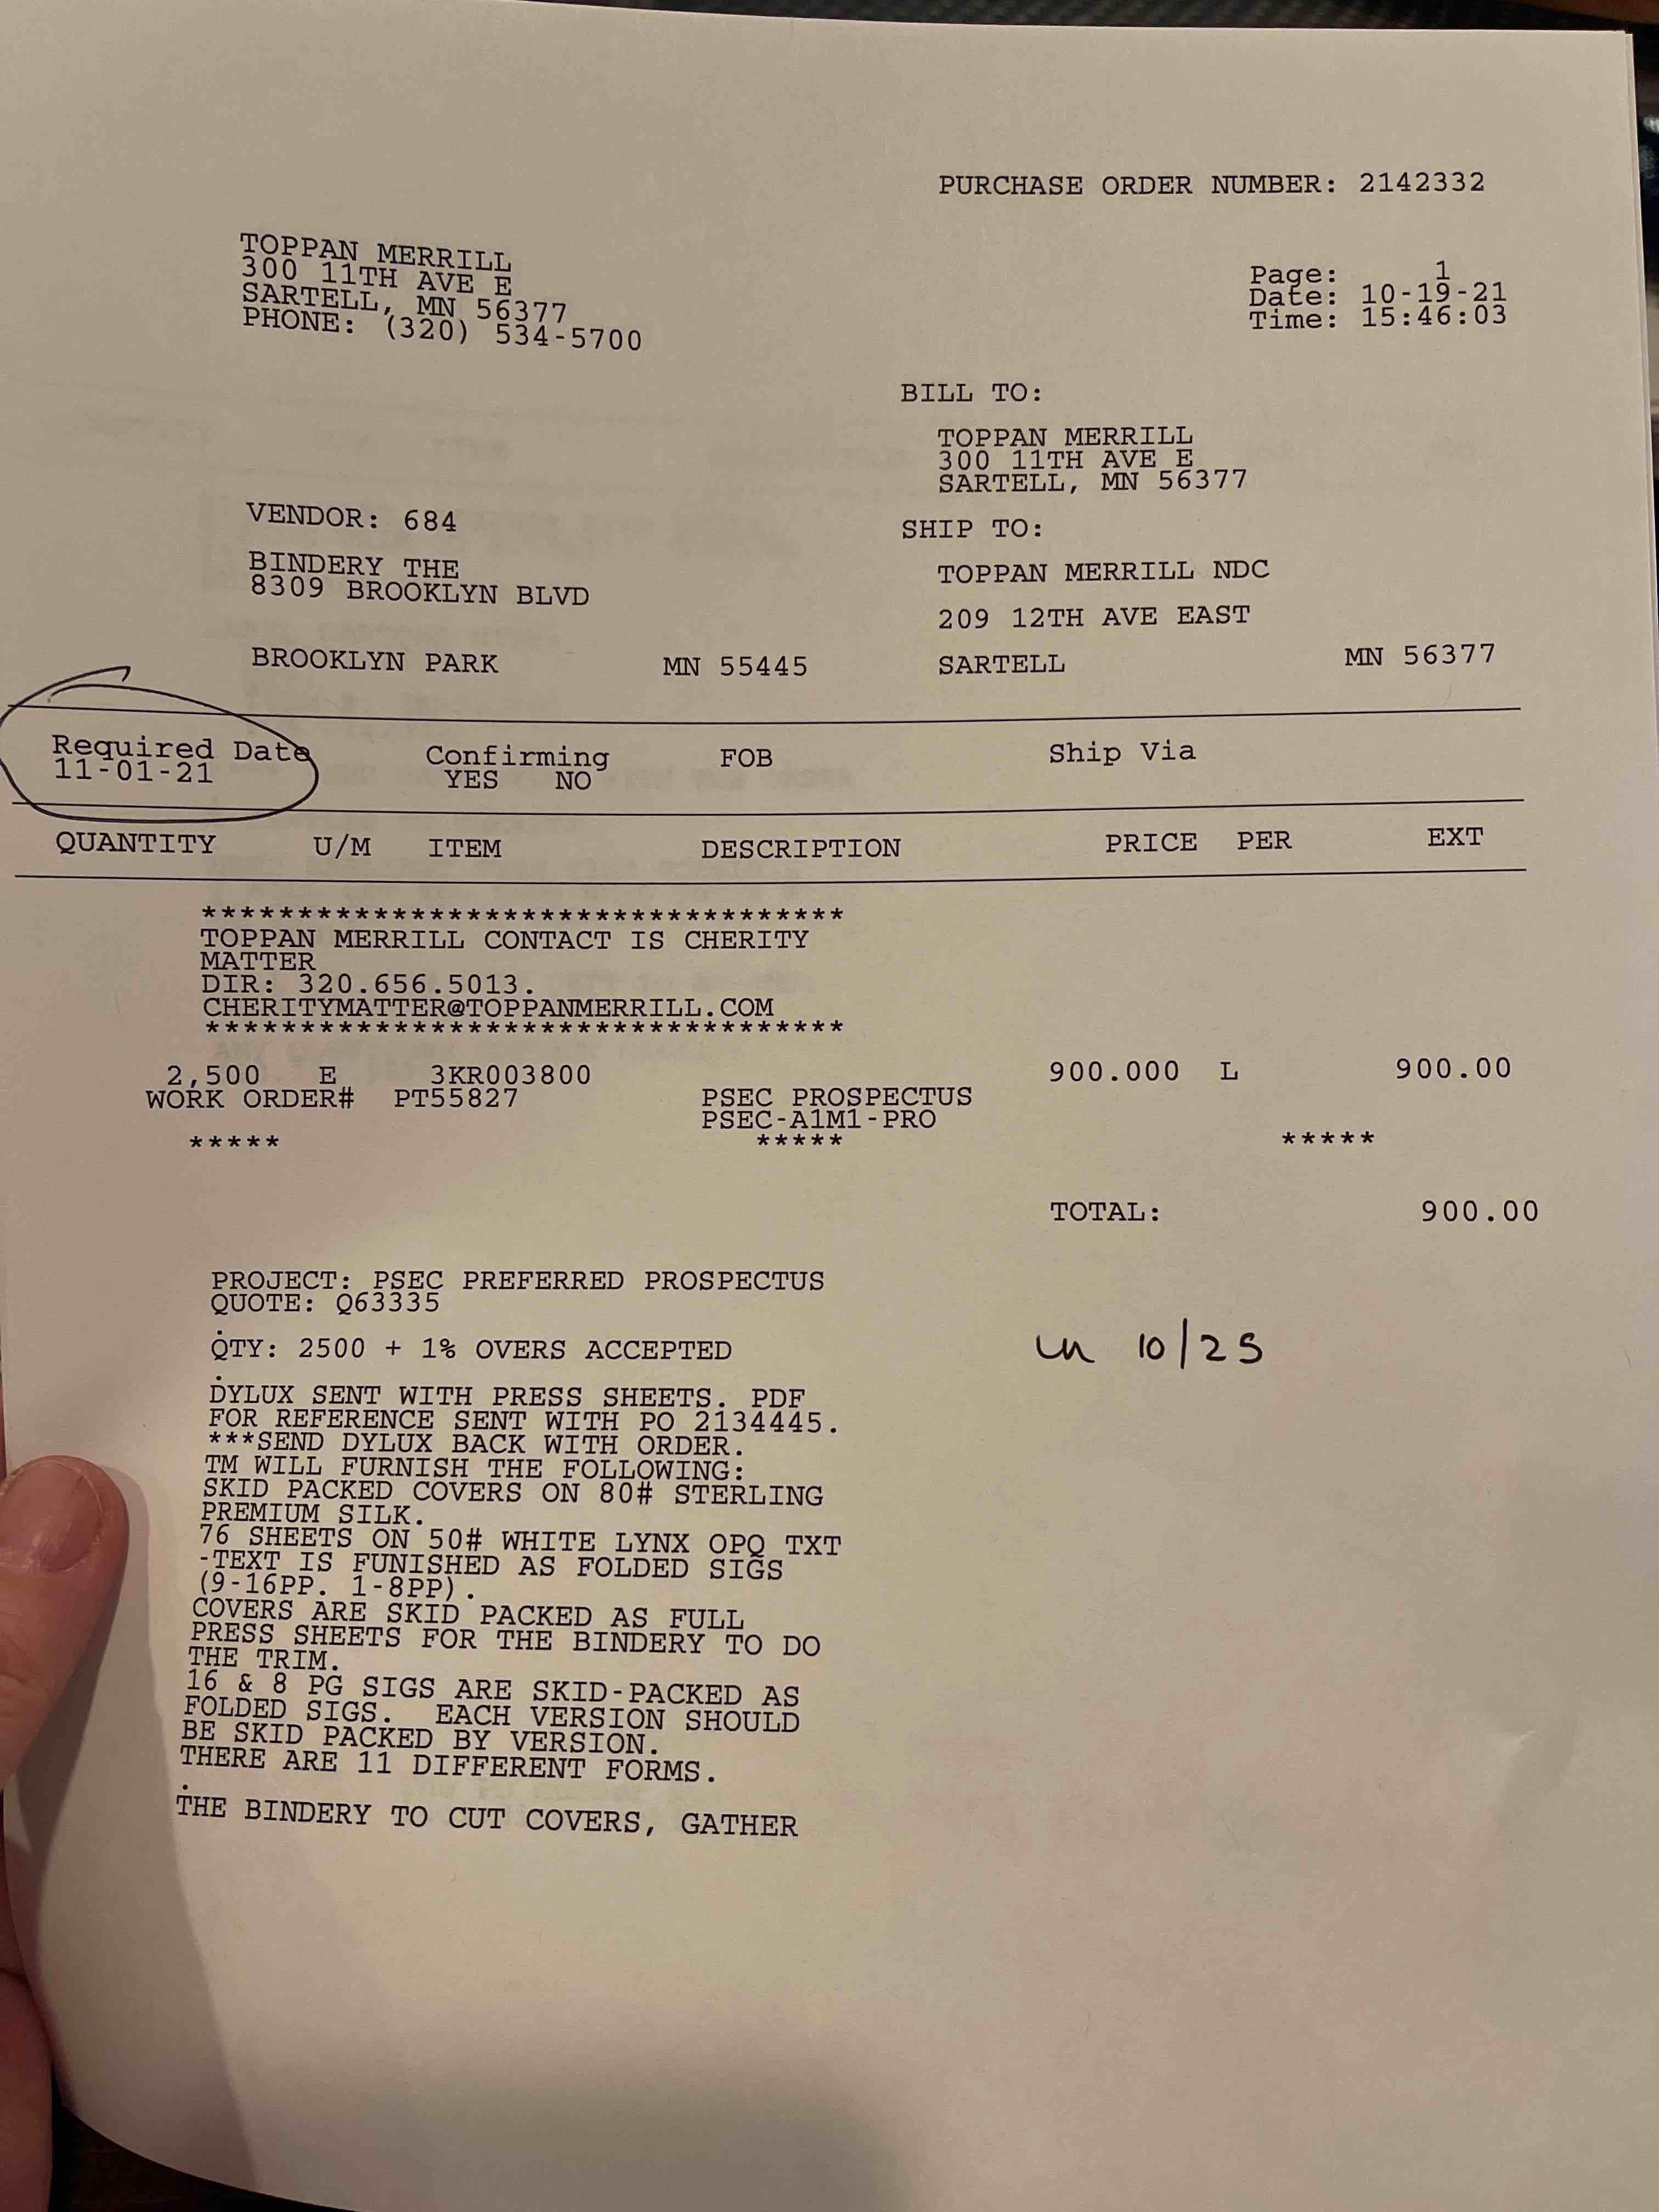 PURCHASE ORDER NUMBER: 2142332
TOPPAN MERRILL
300 11TH AVE E
SARTELL, MN 56377
PHONE: (320) 534-5700
Page: 1
Date: 10-19-21
Time: 15:46:03
BILL TO:
TOPPAN MERRILL
300 11TH AVE E
SARTELL, MN 56377
VENDOR: 684
BINDERY THE
8309 BROOKLYN BLVD
BROOKLYN PARK MN 55445
SHIP TO:
TOPPAN MERRILL NDC
209 12TH AVE EAST
SARTELL MN 56377
Required Date Confirming FOB Ship Via
11-01-21 YES NO
QUANTITY U/M ITEM DESCRIPTION PRICE PER EXT
***********************************
TOPPAN MERRILL CONTACT IS CHERITY
MATTER
DIR: 320.656.5013.
CHERITYMATTER@TOPPANMERRILL.COM
***********************************
2,500 E 3KR003800 900.000 L 900.00
WORK ORDER# PT55827 PSEC PROSPECTUS
PSEC-A1M1-PRO
***** ***** *****
TOTAL: 900.00
PROJECT: PSEC PREFERRED PROSPECTUS
QUOTE: Q63335
.
QTY: 2500 + 1% OVERS ACCEPTED
in 10/25
.
DYLUX SENT WITH PRESS SHEETS. PDF
FOR REFERENCE SENT WITH PO 2134445.
***SEND DYLUX BACK WITH ORDER.
TM WILL FURNISH THE FOLLOWING:
SKID PACKED COVERS ON 80# STERLING
PREMIUM SILK.
76 SHEETS ON 50# WHITE LYNX OPQ TXT
-TEXT IS FUNISHED AS FOLDED SIGS
(9-16PP. 1-8PP).
COVERS ARE SKID PACKED AS FULL
PRESS SHEETS FOR THE BINDERY TO DO
THE TRIM.
16 & 8 PG SIGS ARE SKID-PACKED AS
FOLDED SIGS. EACH VERSION SHOULD
BE SKID PACKED BY VERSION.
THERE ARE 11 DIFFERENT FORMS.
.
THE BINDERY TO CUT COVERS, GATHER